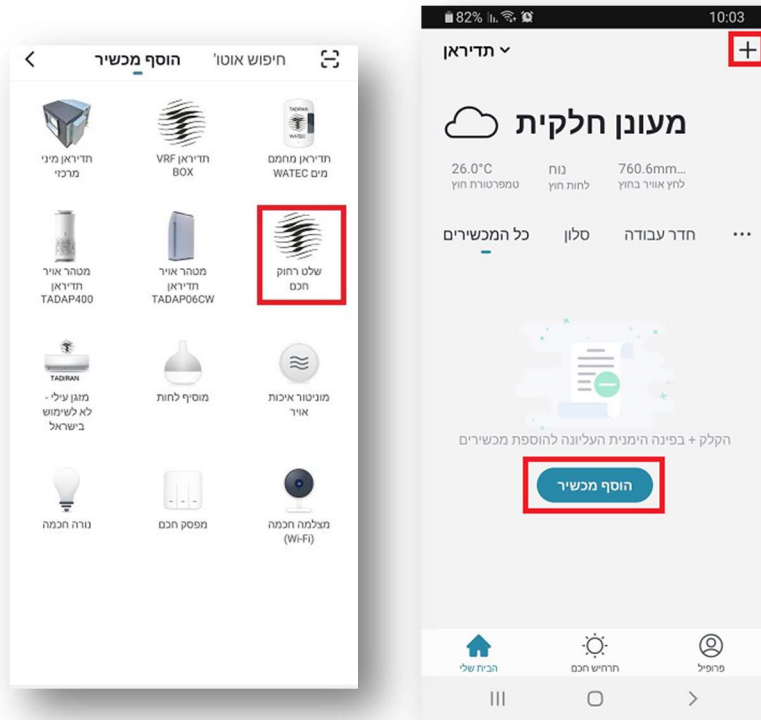 82%
10:03
תדיראן
מעונן חלקית
760.6mm...
לחץ אוויר בחוץ
נוח
לחות חוץ
26.0°C
טמפרטורת חוץ
כל המכשירים
סלון
חדר עבודה
הקלק + בפינה הימנית העליונה להוספת מכשירים
הוסף מכשיר
הבית שלי
תרחיש חכם
פרופיל
חיפוש אוטו'
הוסף מכשיר
TADIRAN
WATEC
תדיראן מחמם
מים WATEC
תדיראן VRF
BOX
תדיראן מיני
מרכזי
שלט רחוק
חכם
מטהר אויר
תדיראן
TADAP06CW
מטהר אויר
תדיראן
TADAP400
מוניטור איכות
אויר
מוסיף לחות
TADIRAN
מזגן עילי -
לא לשימוש
בישראל
מצלמה חכמה
(Wi-Fi)
מפסק חכם
נורה חכמה